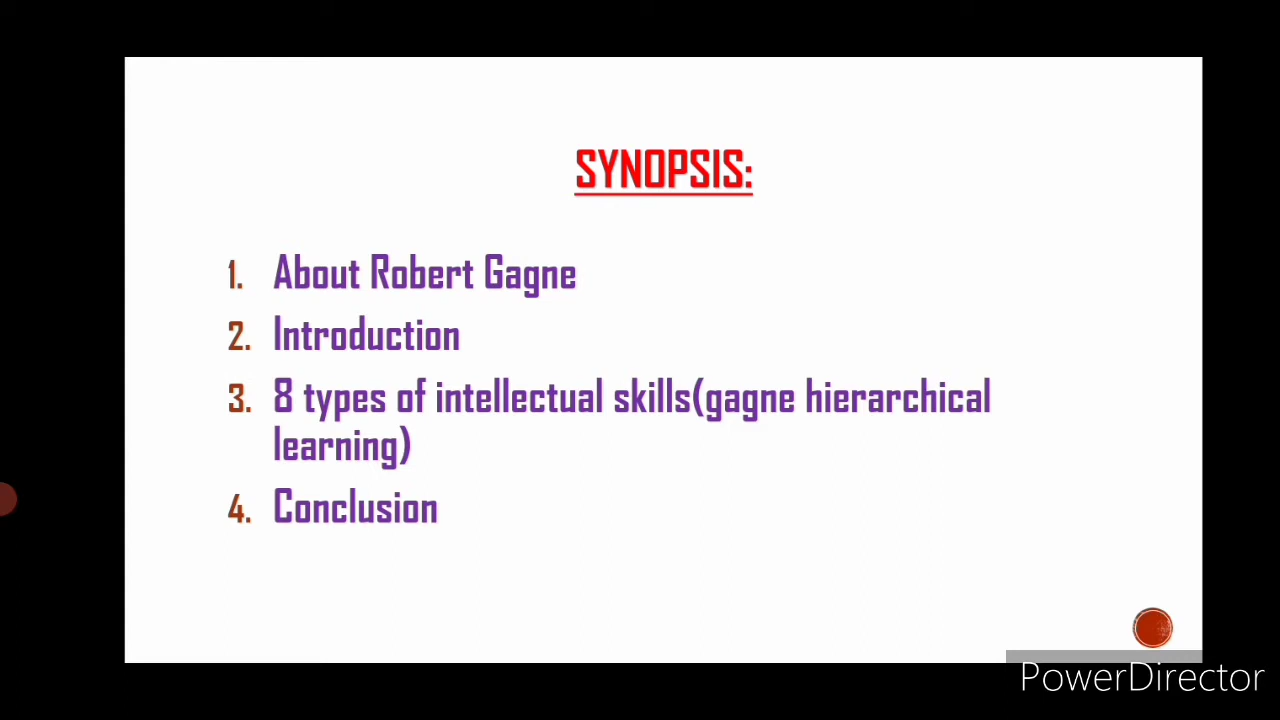 SYNOPSIS:
1. About Robert Gagne
2. Introduction
3. 8 types of intellectual skills(gagne hierarchical
learning)
4. Conclusion
PowerDirector